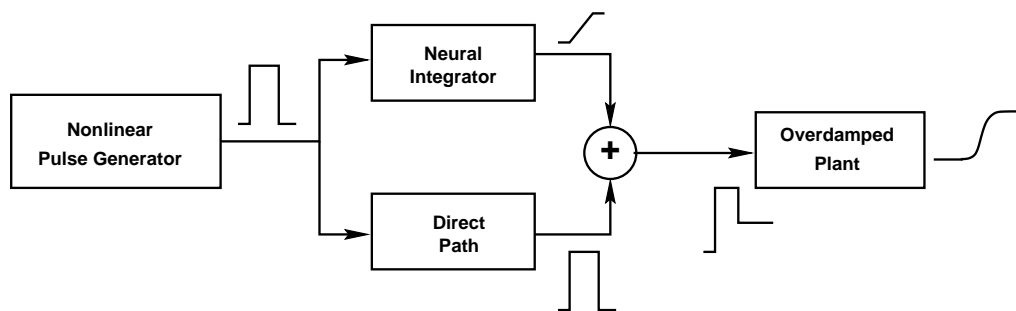 Neural
Integrator
Nonlinear
Pulse Generator
+
Overdamped
Plant
Direct
Path